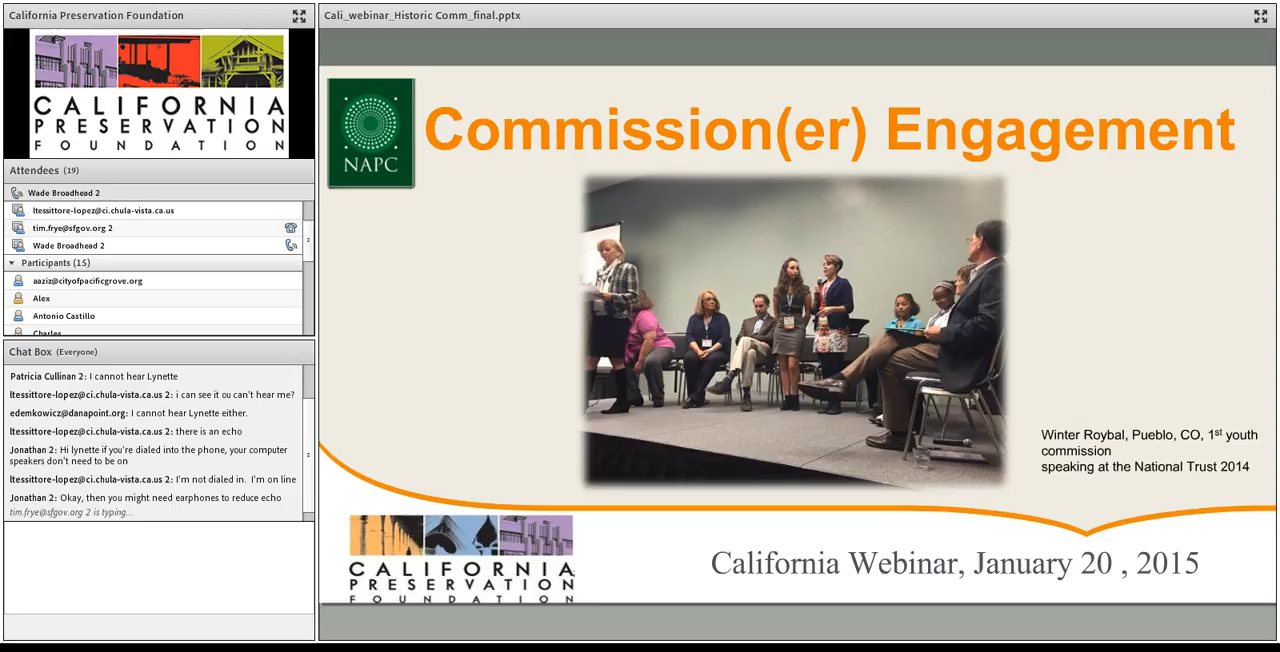 California Preservation Foundation
CALIFORNIA
PRESERVATION
FOUNDATION
Attendees (19)
Wade Broadhead 2
ltessittore-lopez@ci.chula-vista.ca.us
tim.frye@sfgov.org 2
Wade Broadhead 2
Participants (15)
aaziz@cityofpacificgrove.org
Alex
Antonio Castillo
Charles
Chat Box (Everyone)
Patricia Cullinan 2: I cannot hear Lynette
ltessittore-lopez@ci.chula-vista.ca.us 2: i can see it ou can't hear me?
edemkowicz@danapoint.org: I cannot hear Lynette either.
ltessittore-lopez@ci.chula-vista.ca.us 2: there is an echo
Jonathan 2: Hi lynette if you're dialed into the phone, your computer
speakers don't need to be on
ltessittore-lopez@ci.chula-vista.ca.us 2: I'm not dialed in. I'm on line
Jonathan 2: Okay, then you might need earphones to reduce echo
tim.frye@sfgov.org 2 is typing...
Cali_webinar_Historic Comm_final.pptx
NAPC
Commission(er) Engagement
Winter Roybal, Pueblo, CO, 1st youth
commission
speaking at the National Trust 2014
CALIFORNIA
PRESERVATION
FOUNDATION
California Webinar, January 20 , 2015